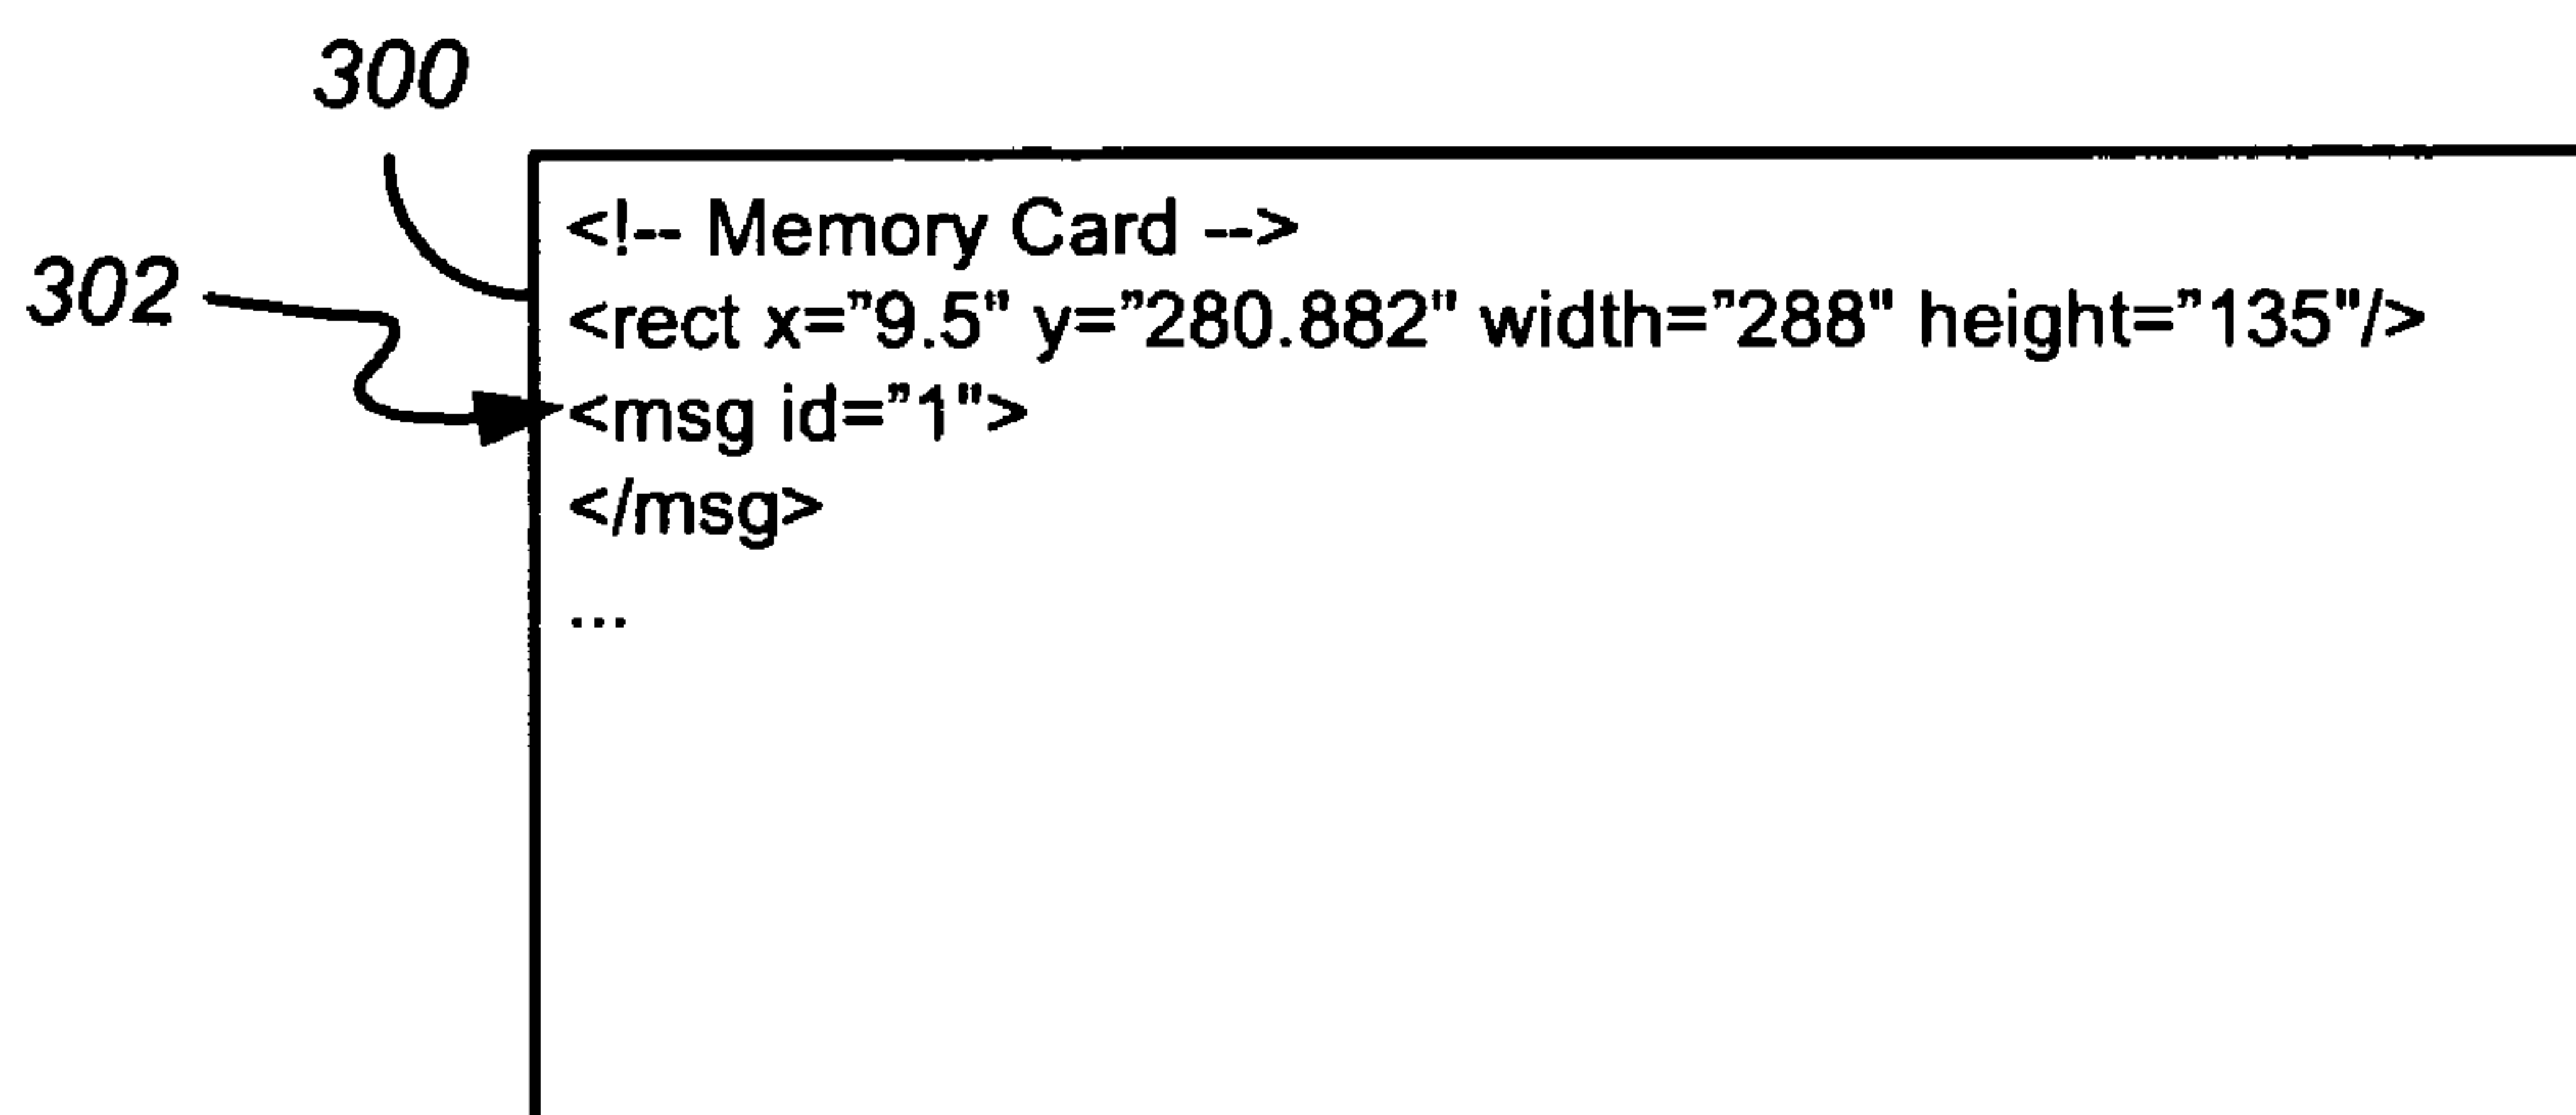 300
<!-- Memory Card -->
302
<rect x=”9.5" y=”280.882" width=”288" height=”135"/>
<msg id=”1">
</msg>
...